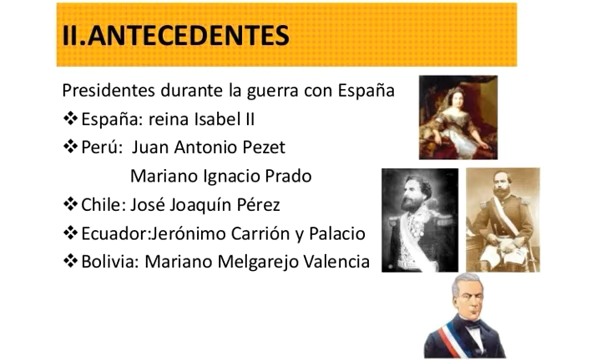 II.ANTECEDENTES
Presidentes durante la guerra con España
❖España: reina Isabel II
❖Perú: Juan Antonio Pezet
Mariano Ignacio Prado
❖Chile: José Joaquín Pérez
❖Ecuador:Jerónimo Carrión y Palacio
❖Bolivia: Mariano Melgarejo Valencia